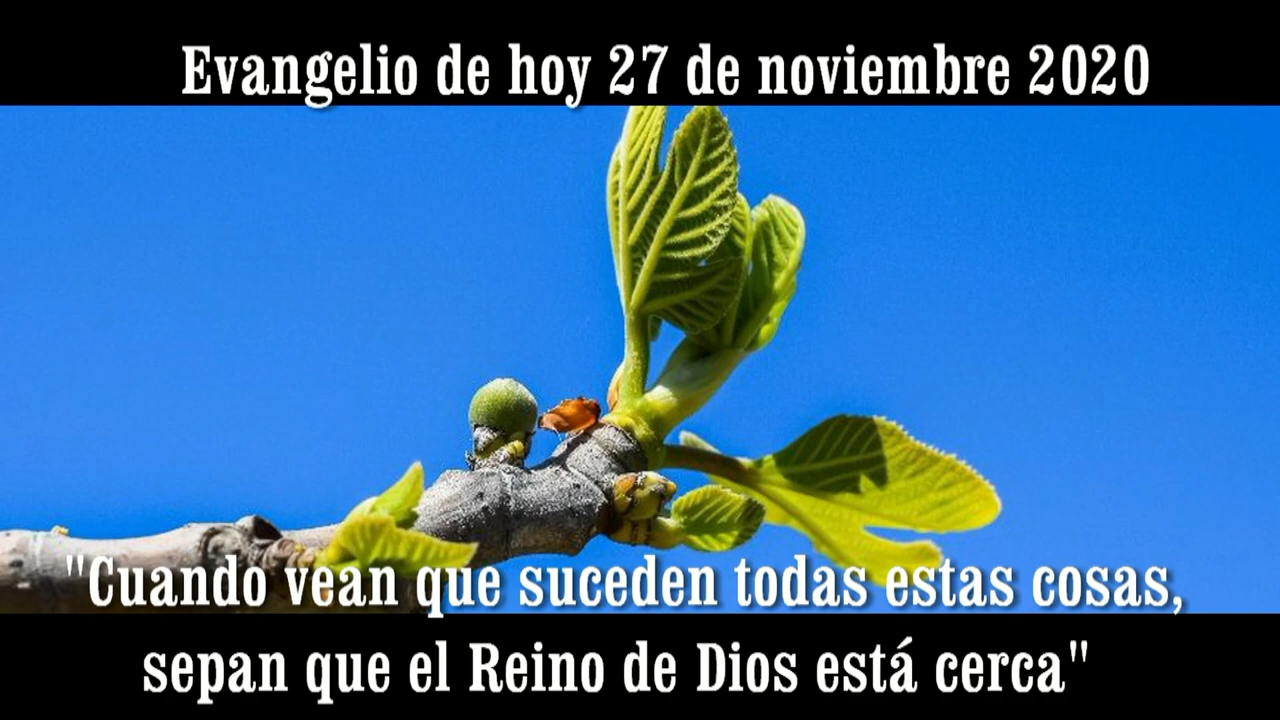 Evangelio de hoy 27 de noviembre 2020
"Cuando vean que suceden todas estas cosas,
sepan que el Reino de Dios está cerca"